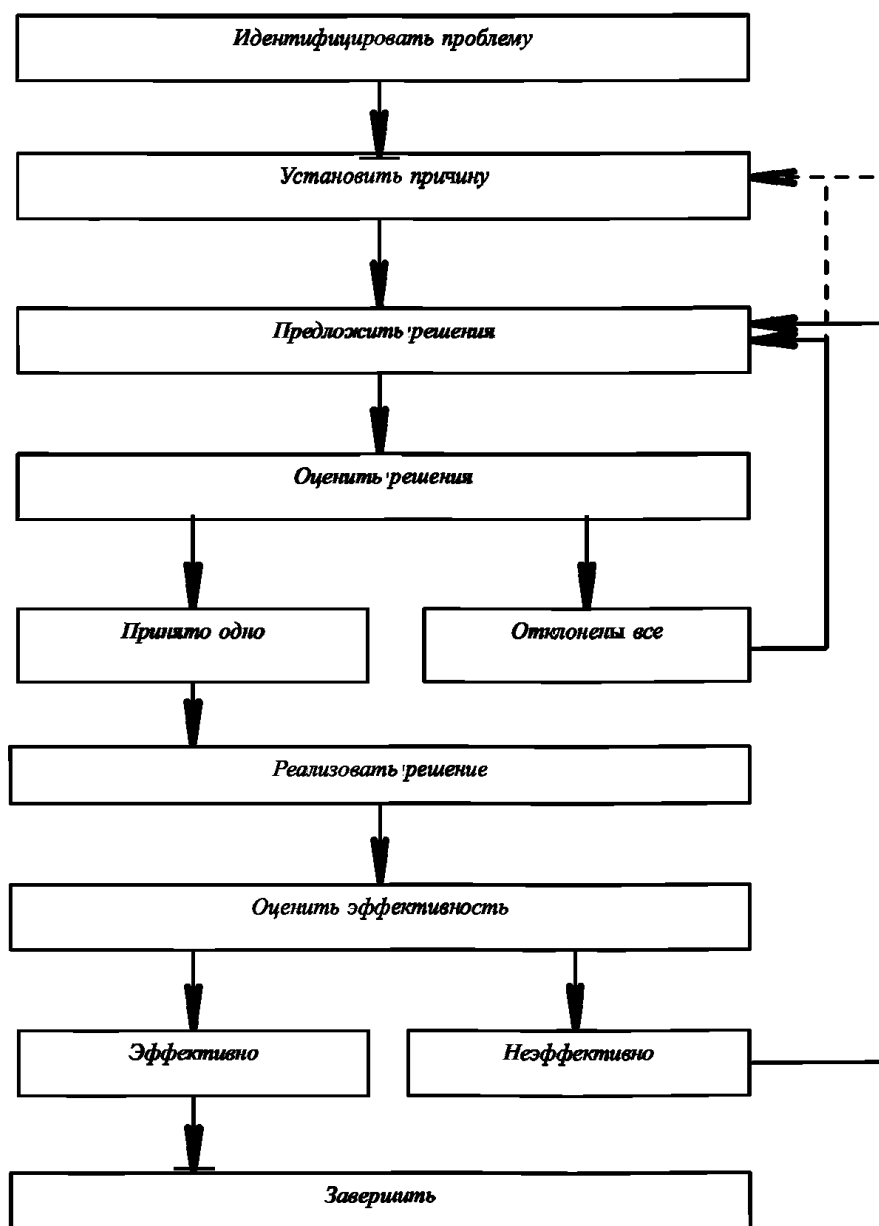 Идентифицировать проблему
Установить причину
Предложить решения
Оценить решения
Принято одно
Отклонены все
Реализовать решение
Оценить эффективность
Эффективно
Неэффективно
Завершить